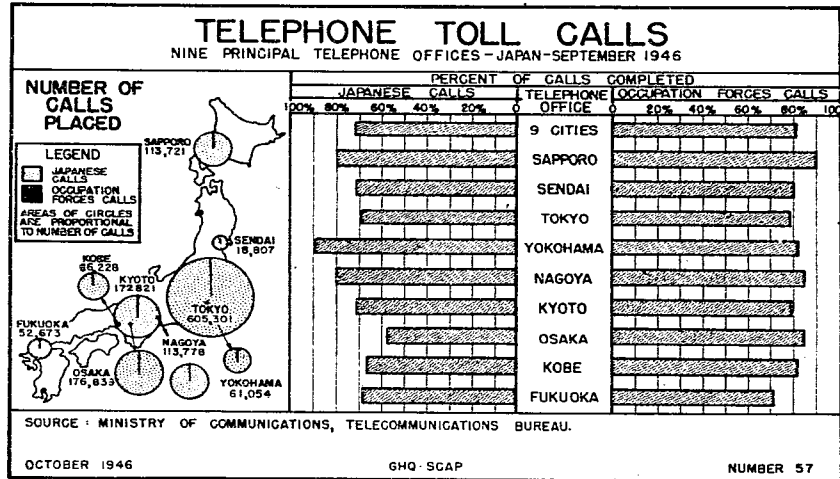 TELEPHONE TOLL CALLS
NINE PRINCIPAL TELEPHONE OFFICES-JAPAN-SEPTEMBER 1946
NUMBER OF
CALLS
PLACED
LEGEND
JAPANESE
CALLS
OCCUPATION
FORCES CALLS
AREAS OF CIRCLES
ARE PROPORTIONAL
TO NUMBER OF CALLS
SAPPORO
113,721
SENDAI
18,807
KOBE
66,228
KYOTO
172821
TOKYO
605,301
FUKUOKA
52,673
NAGOYA
113,778
OSAKA
176,833
YOKOHAMA
61,054
PERCENT OF CALLS COMPLETED
JAPANESE CALLS
TELEPHONE
OFFICE
OCCUPATION FORCES CALLS
100% 80% 60% 40% 20% 0
0 20% 40% 60% 80% 100
9 CITIES
SAPPORO
SENDAI
TOKYO
YOKOHAMA
NAGOYA
KYOTO
OSAKA
KOBE
FUKUOKA
SOURCE : MINISTRY OF COMMUNICATIONS, TELECOMMUNICATIONS BUREAU.
OCTOBER 1946
GHQ-SCAP
NUMBER 57